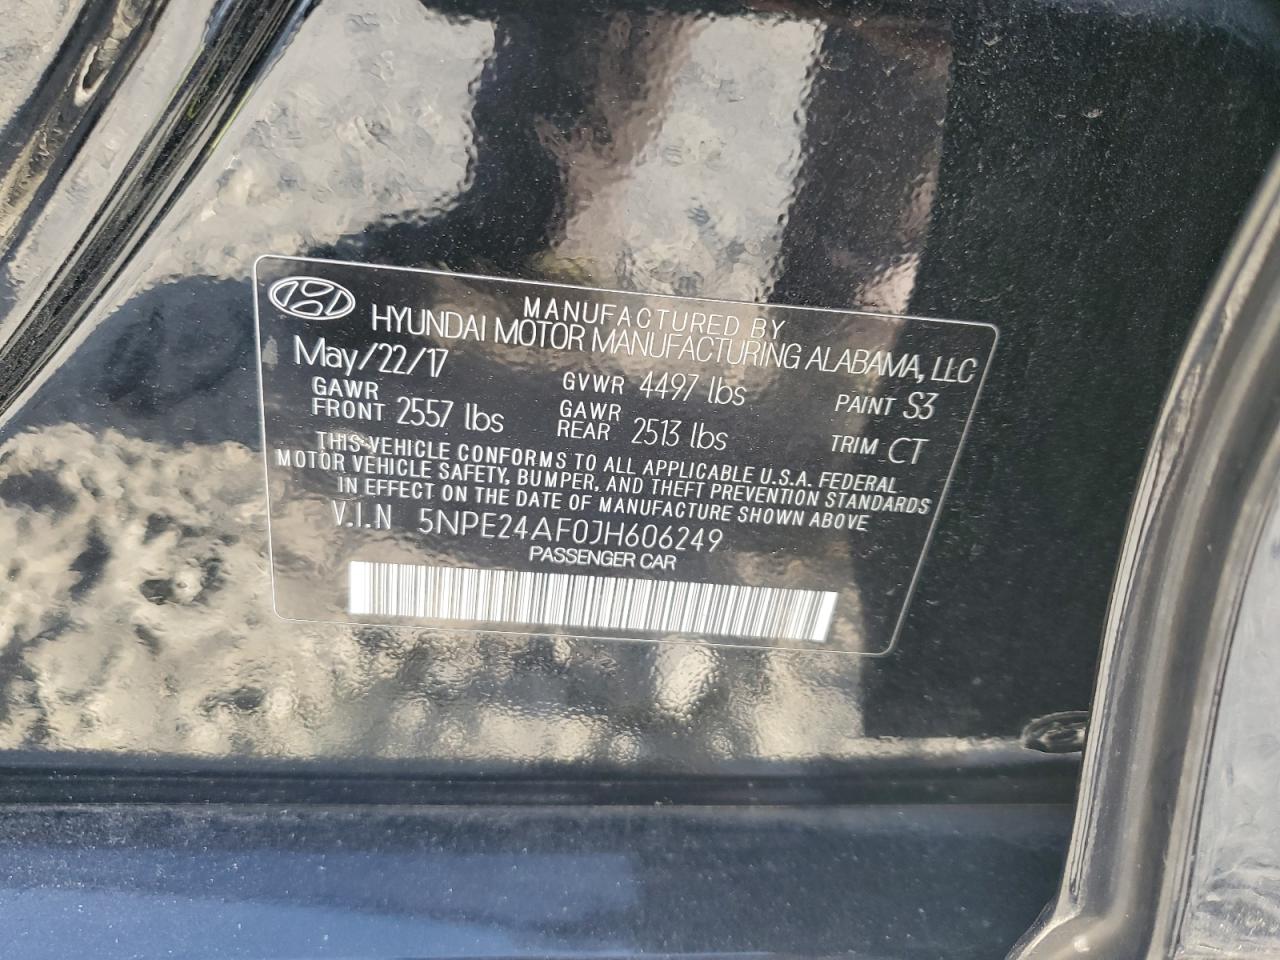 MANUFACTURED BY
HYUNDAI MOTOR MANUFACTURING ALABAMA, LLC
May/22/17 GVWR 4497 lbs PAINT S3
GAWR FRONT 2557 lbs GAWR REAR 2513 lbs TRIM CT
THIS VEHICLE CONFORMS TO ALL APPLICABLE U.S.A. FEDERAL
MOTOR VEHICLE SAFETY, BUMPER, AND THEFT PREVENTION STANDARDS
IN EFFECT ON THE DATE OF MANUFACTURE SHOWN ABOVE
V.I.N 5NPE24AF0JH606249
PASSENGER CAR